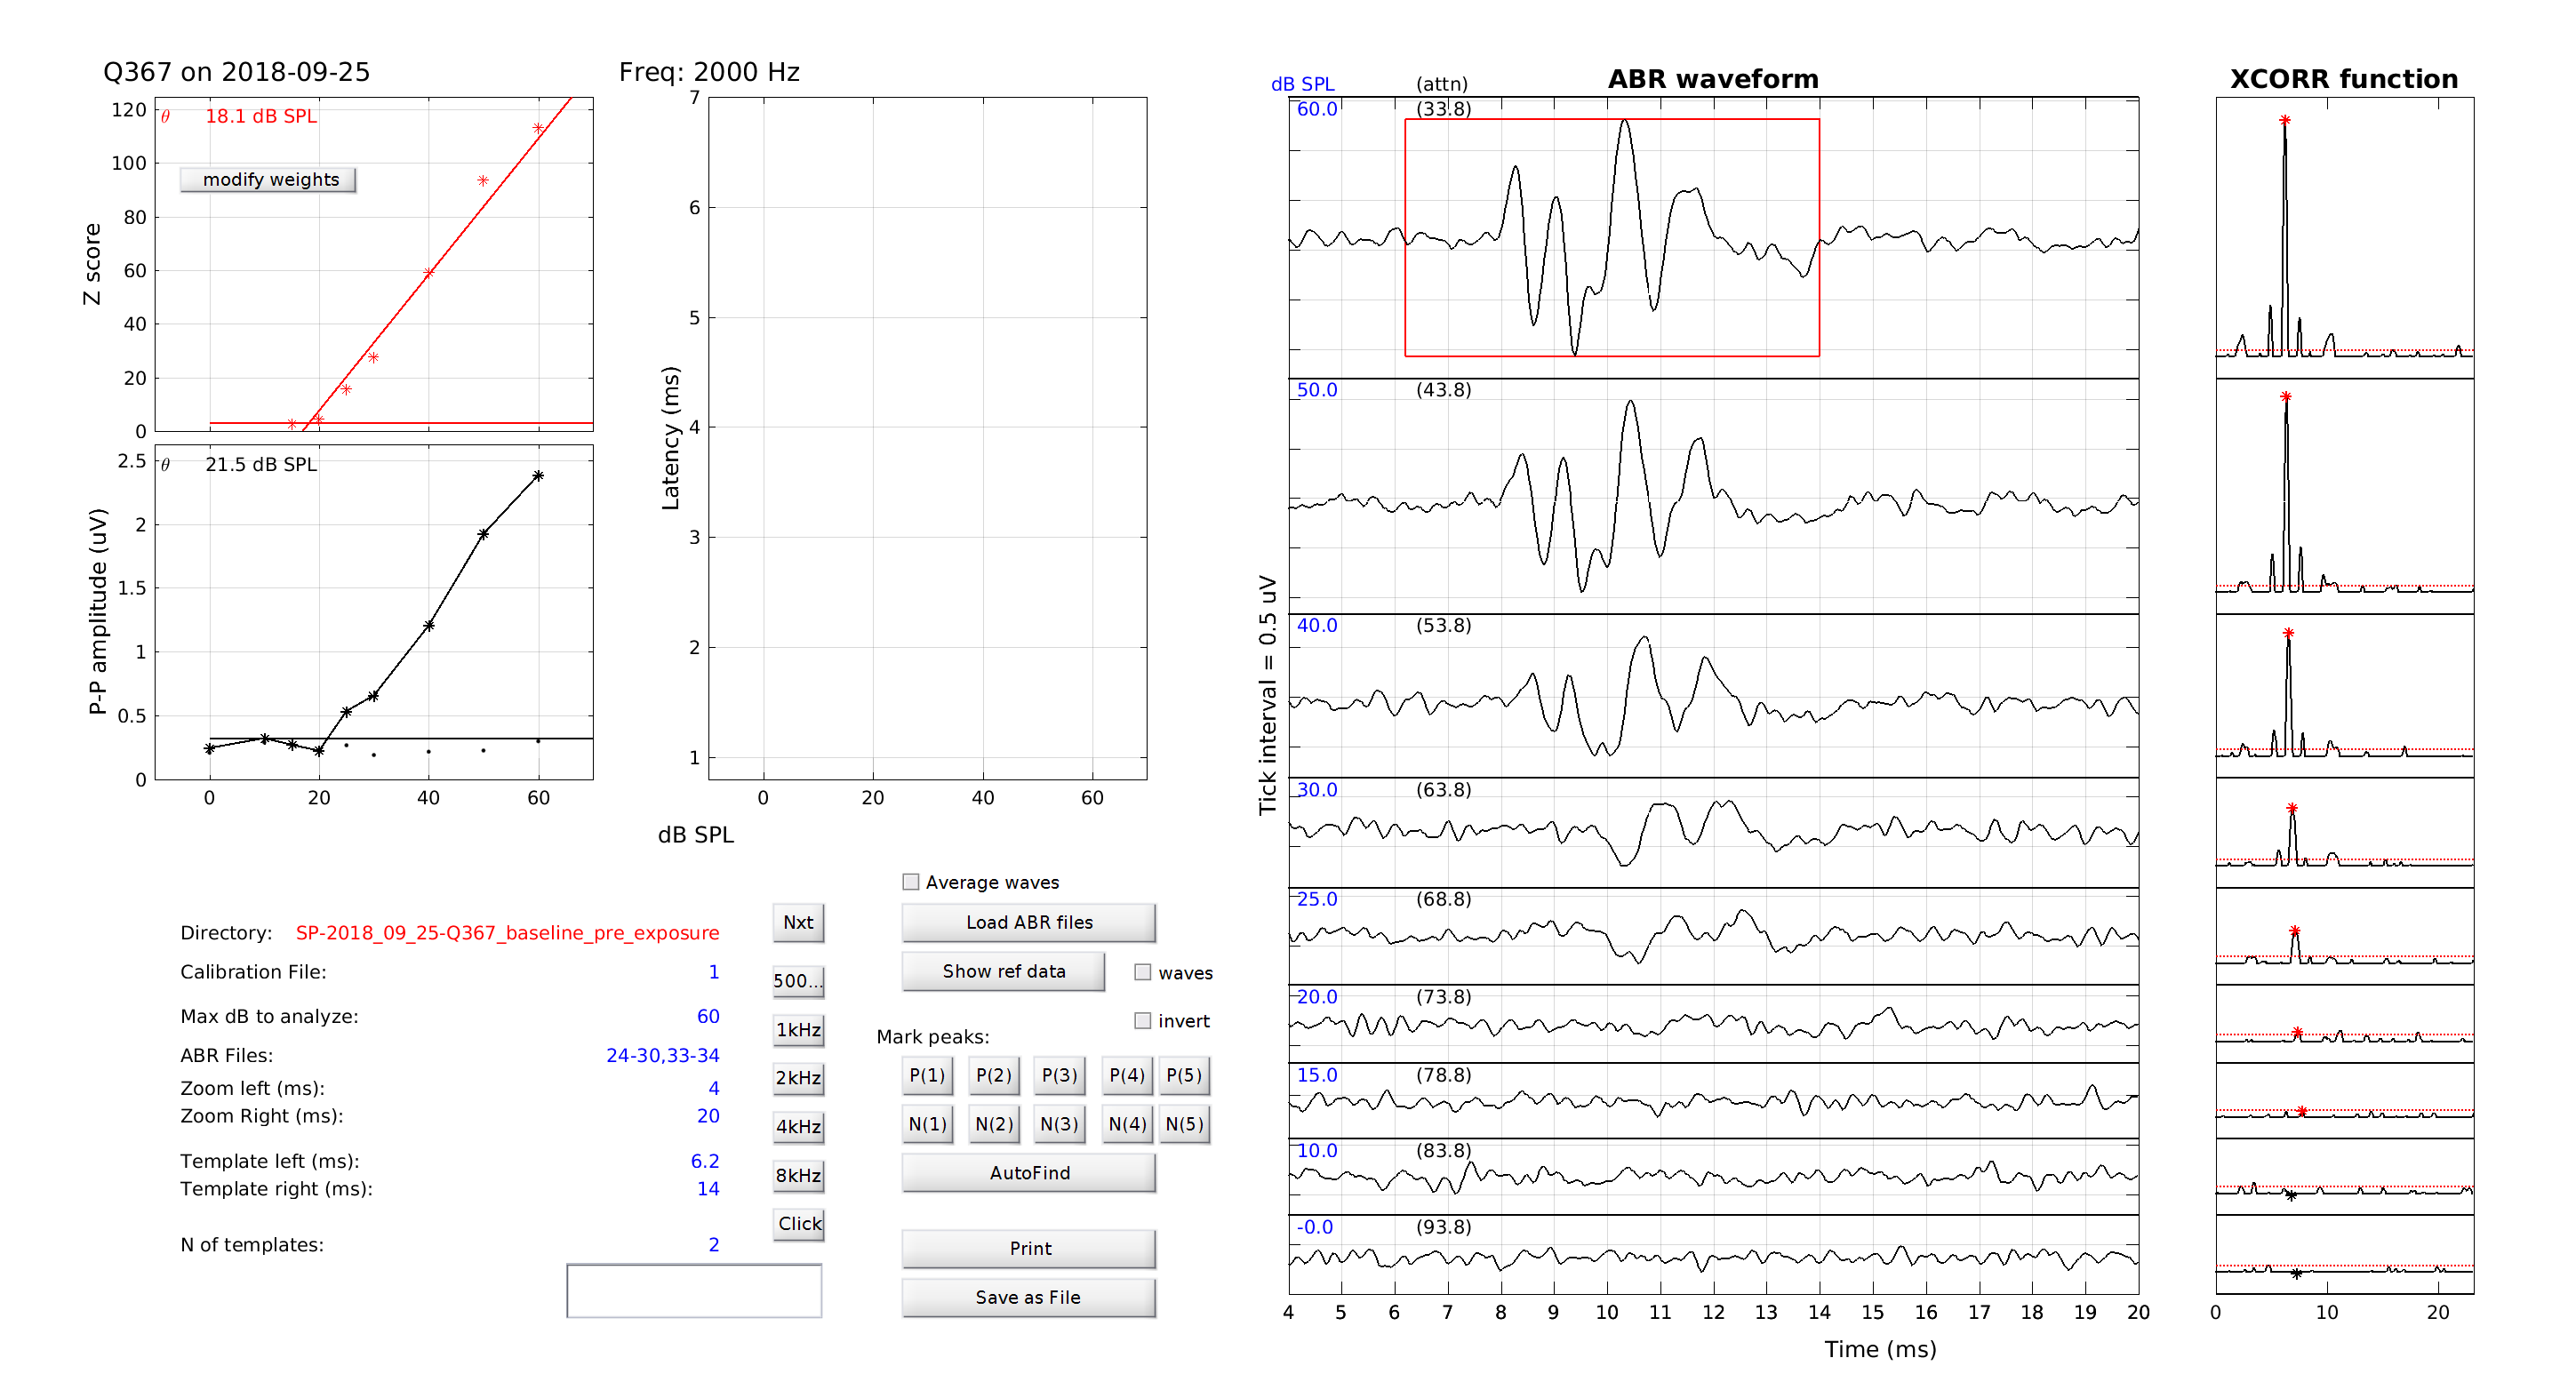 Q367 on 2018-09-25
Freq: 2000 Hz
Z score
120
100
80
60
40
20
0
θ 18.1 dB SPL
modify weights
P-P amplitude (uV)
2.5
2
1.5
1
0.5
0
θ 21.5 dB SPL
0 20 40 60
Latency (ms)
7
6
5
4
3
2
1
0 20 40 60
dB SPL
Directory: SP-2018_09_25-Q367_baseline_pre_exposure
Calibration File: 1
Max dB to analyze: 60
ABR Files: 24-30,33-34
Zoom left (ms): 4
Zoom Right (ms): 20
Template left (ms): 6.2
Template right (ms): 14
N of templates: 2
Nxt
500...
1kHz
2kHz
4kHz
8kHz
Click
Average waves
Load ABR files
Show ref data
waves
invert
Mark peaks:
P(1) P(2) P(3) P(4) P(5)
N(1) N(2) N(3) N(4) N(5)
AutoFind
Print
Save as File
dB SPL (attn) ABR waveform
Tick interval = 0.5 uV
60.0 (33.8)
50.0 (43.8)
40.0 (53.8)
30.0 (63.8)
25.0 (68.8)
20.0 (73.8)
15.0 (78.8)
10.0 (83.8)
-0.0 (93.8)
4 5 6 7 8 9 10 11 12 13 14 15 16 17 18 19 20
Time (ms)
XCORR function
0 10 20